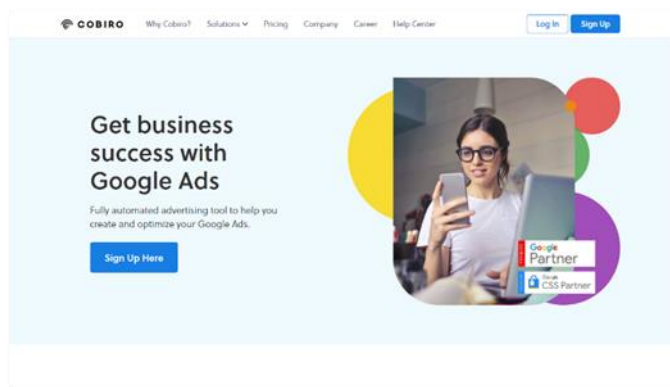 COBIRO Why Cobiro? Solutions Pricing Company Career Help Center Log In Sign Up
Get business
success with
Google Ads
Fully automated advertising tool to help you
create and optimize your Google Ads.
Sign Up Here
Google
Partner
Google
CSS Partner